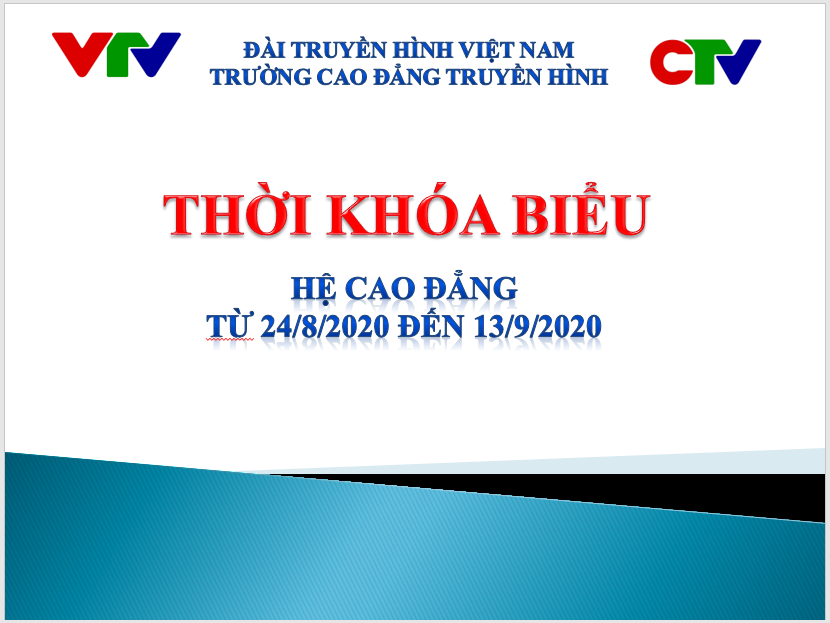 VTV
ĐÀI TRUYỀN HÌNH VIỆT NAM
TRƯỜNG CAO ĐẲNG TRUYỀN HÌNH
CTV
THỜI KHÓA BIỂU
HỆ CAO ĐẲNG
TỪ 24/8/2020 ĐẾN 13/9/2020